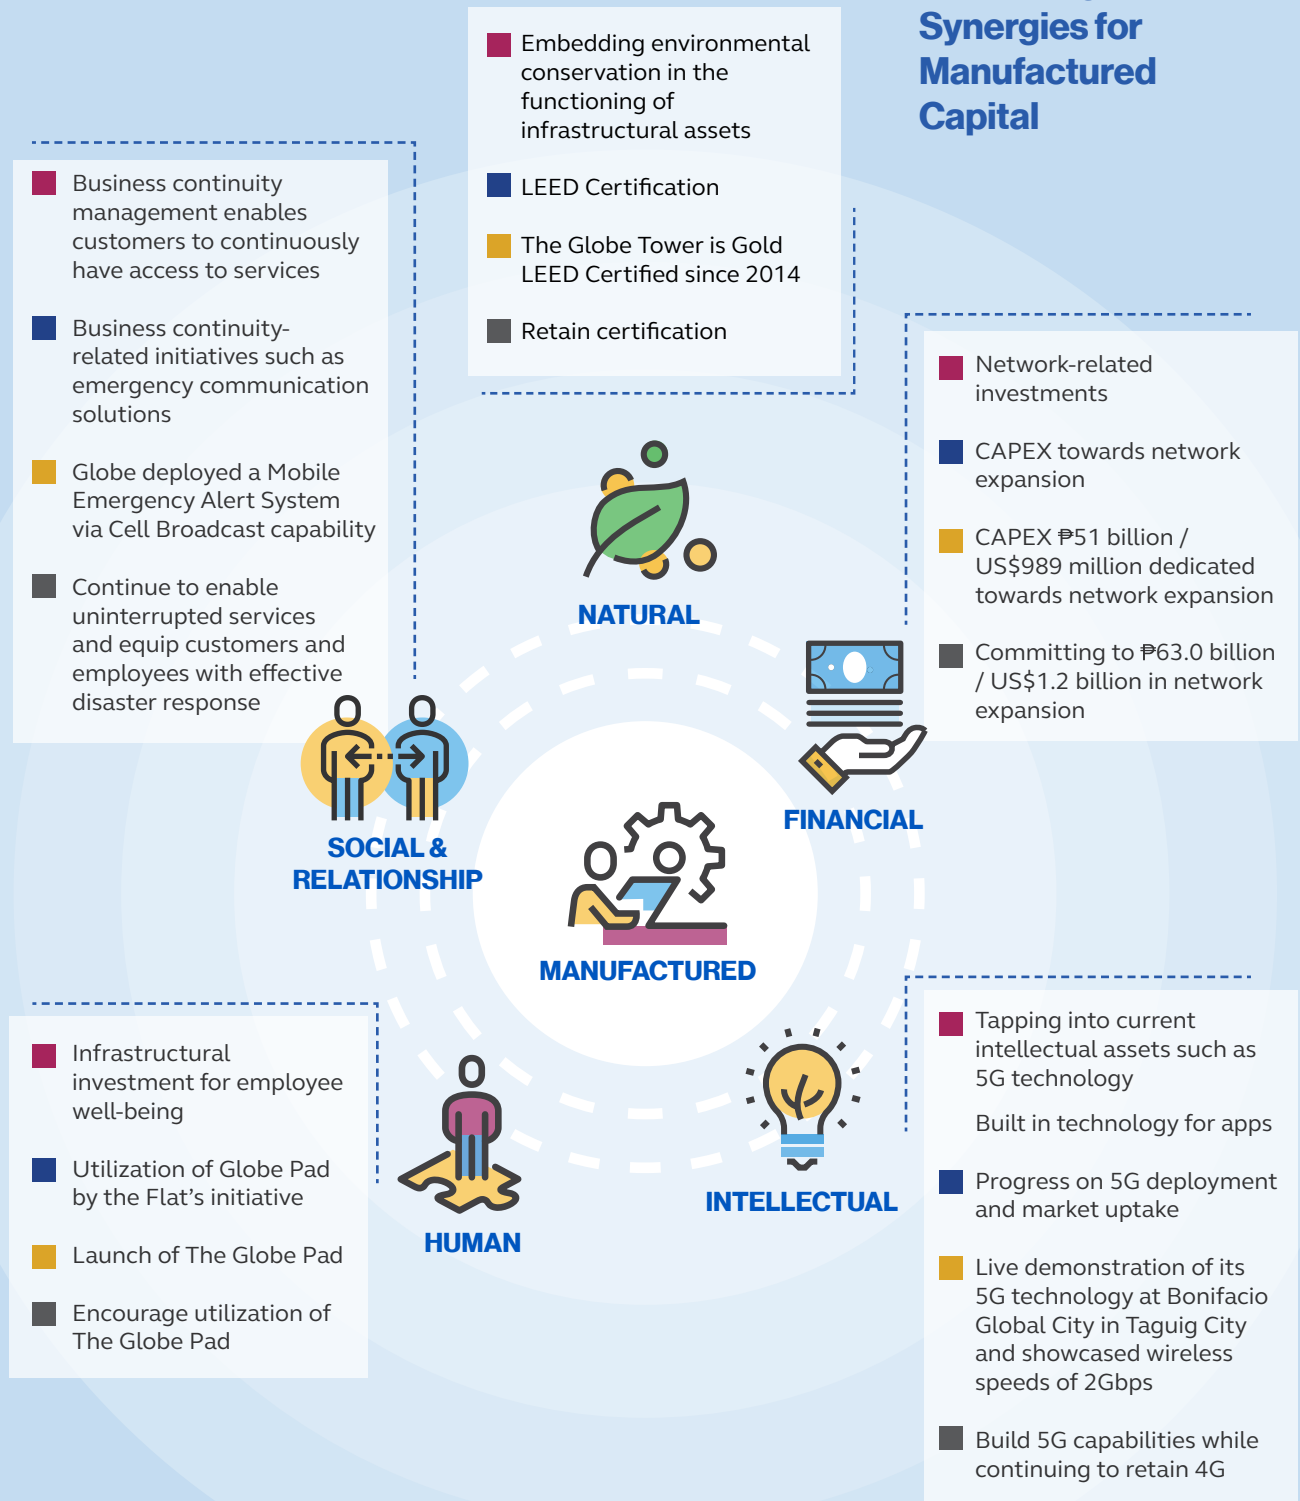 Synergies for
Manufactured
Capital
Embedding environmental
conservation in the
functioning of
infrastructural assets
LEED Certification
The Globe Tower is Gold
LEED Certified since 2014
Retain certification
Business continuity
management enables
customers to continuously
have access to services
Business continuity-
related initiatives such as
emergency communication
solutions
Globe deployed a Mobile
Emergency Alert System
via Cell Broadcast capability
Continue to enable
uninterrupted services
and equip customers and
employees with effective
disaster response
Network-related
investments
CAPEX towards network
expansion
CAPEX ₱51 billion /
US$989 million dedicated
towards network expansion
Committing to ₱63.0 billion
/ US$1.2 billion in network
expansion
NATURAL
FINANCIAL
SOCIAL &
RELATIONSHIP
MANUFACTURED
Infrastructural
investment for employee
well-being
Utilization of Globe Pad
by the Flat’s initiative
Launch of The Globe Pad
Encourage utilization of
The Globe Pad
HUMAN
INTELLECTUAL
Tapping into current
intellectual assets such as
5G technology
Built in technology for apps
Progress on 5G deployment
and market uptake
Live demonstration of its
5G technology at Bonifacio
Global City in Taguig City
and showcased wireless
speeds of 2Gbps
Build 5G capabilities while
continuing to retain 4G